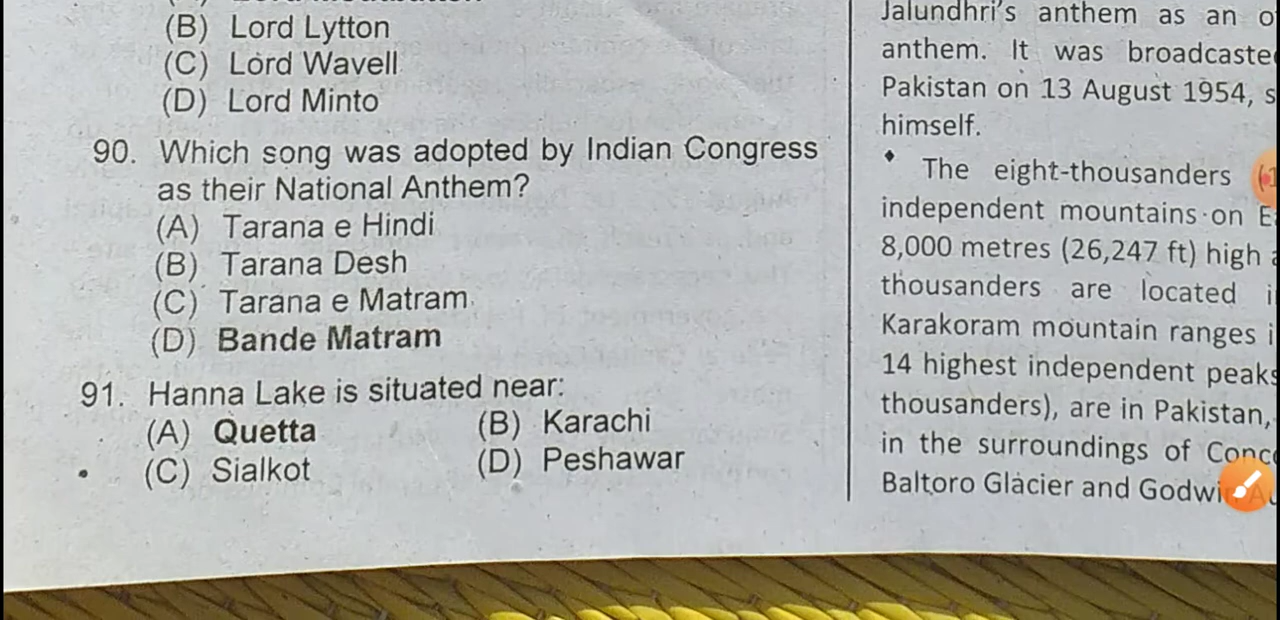 (B) Lord Lytton
(C) Lord Wavell
(D) Lord Minto
90. Which song was adopted by Indian Congress
as their National Anthem?
(A) Tarana e Hindi
(B) Tarana Desh
(C) Tarana e Matram
(D) Bande Matram
91. Hanna Lake is situated near:
(A) Quetta (B) Karachi
(C) Sialkot (D) Peshawar
Jalundhri's anthem as an
anthem. It was
Pakistan on 13 August 1954,
himself.
♦ The eight-thousanders
independent mountains on
8,000 metres (26,247 ft) high
thousanders are located
Karakoram mountain ranges
14 highest independent peaks
thousanders), are in Pakistan,
in the surroundings of
Baltoro Glacier and